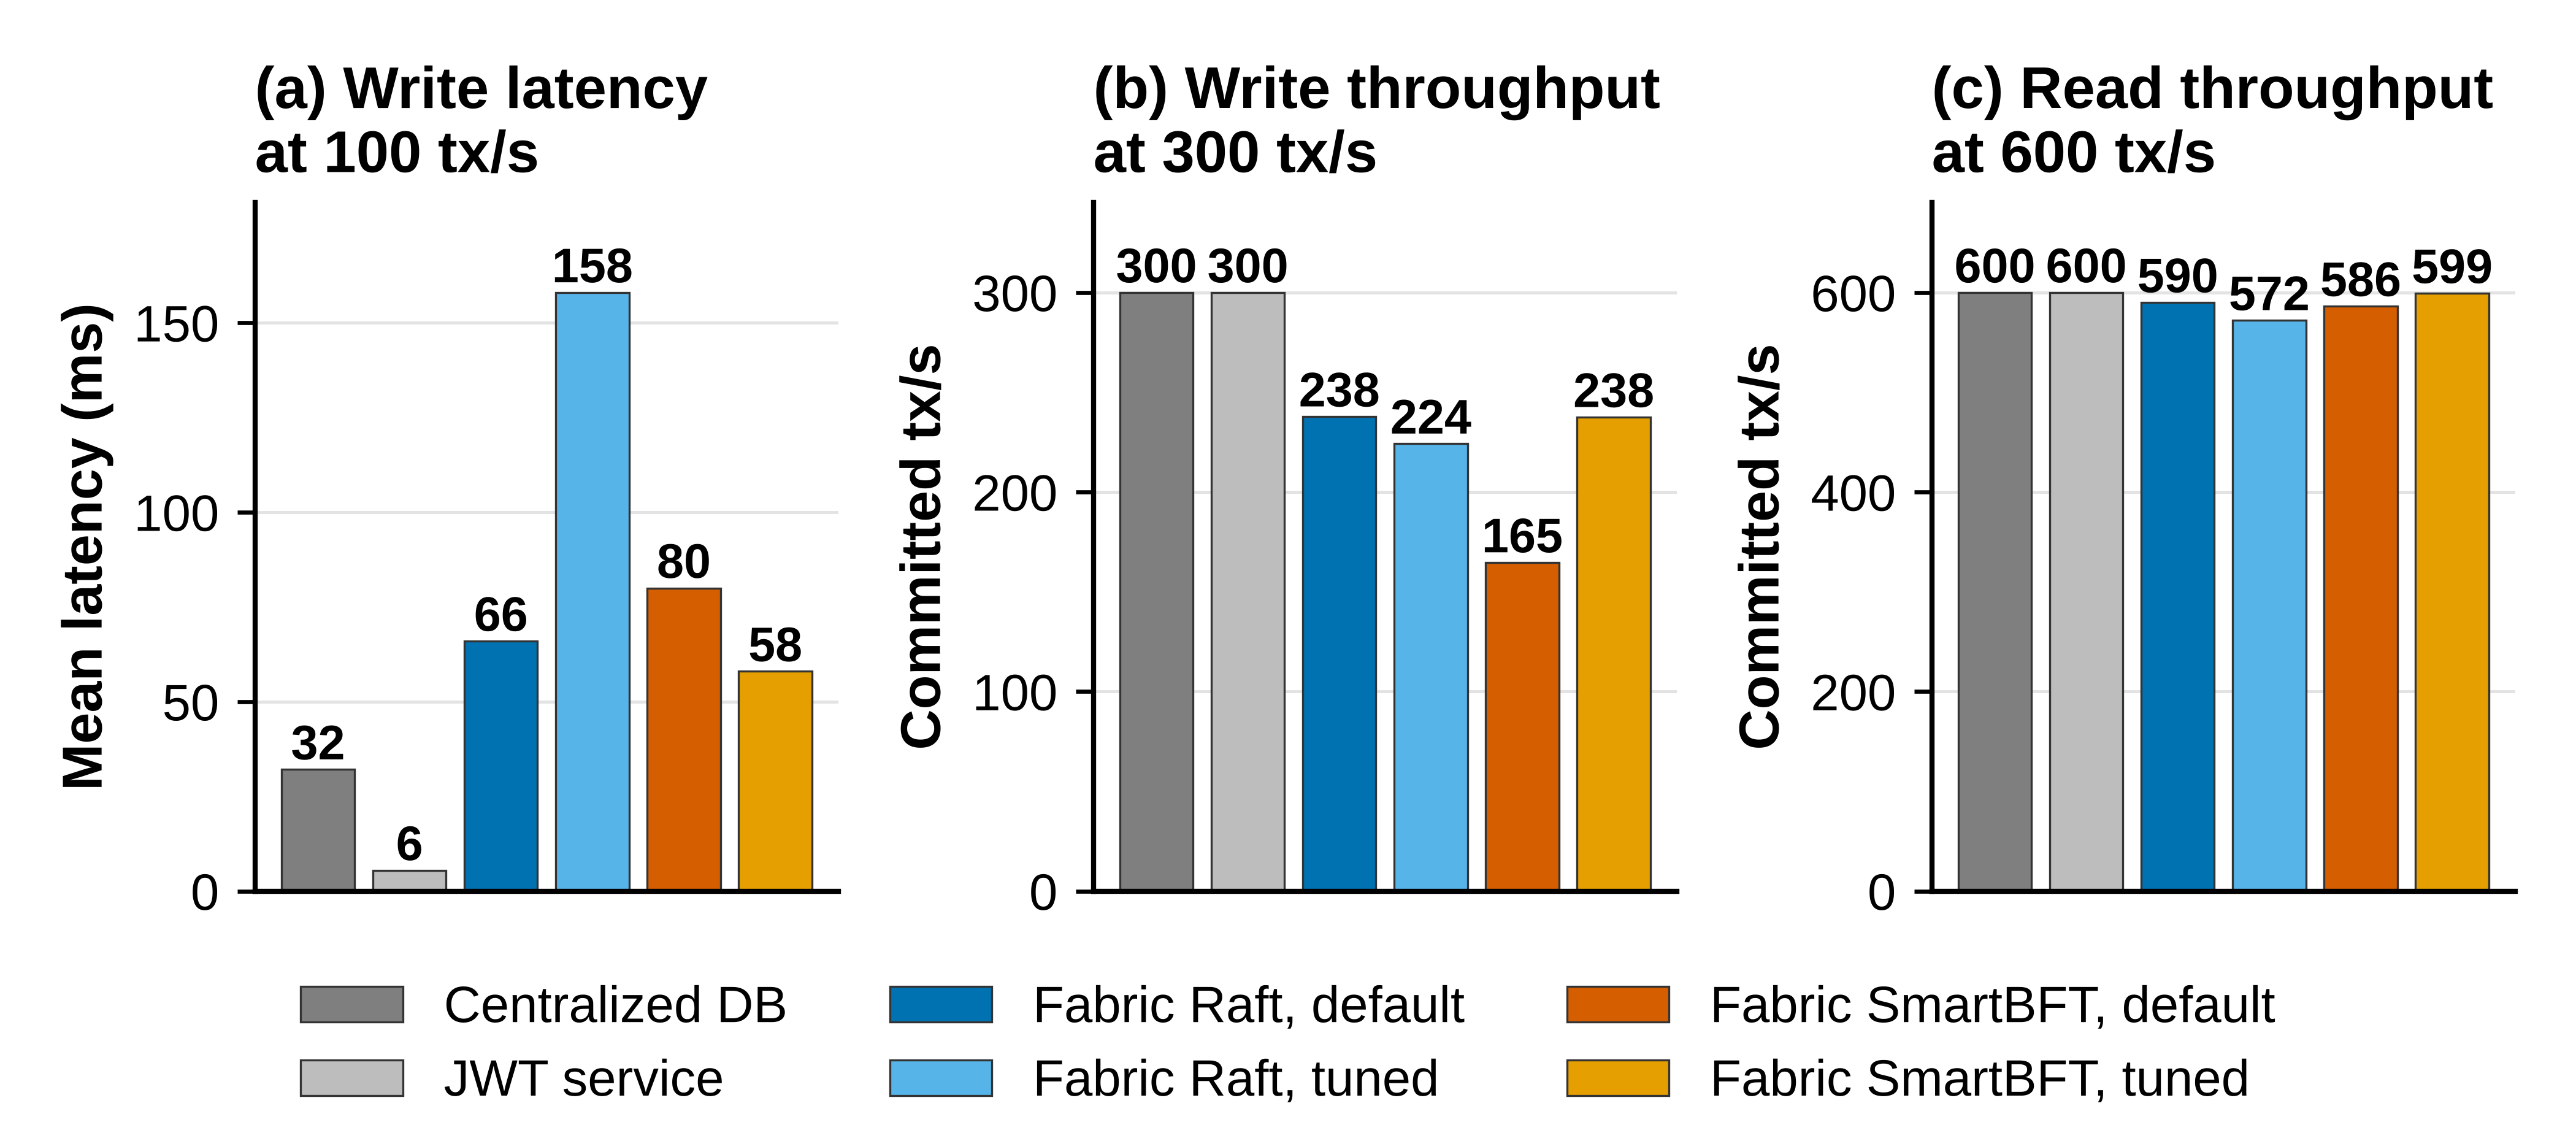 (a) Write latency
at 100 tx/s
Mean latency (ms)
150
100
50
0
32
6
66
158
80
58
(b) Write throughput
at 300 tx/s
Committed tx/s
300
200
100
0
300
300
238
224
165
238
(c) Read throughput
at 600 tx/s
Committed tx/s
600
400
200
0
600
600
590
572
586
599
Centralized DB
JWT service
Fabric Raft, default
Fabric Raft, tuned
Fabric SmartBFT, default
Fabric SmartBFT, tuned